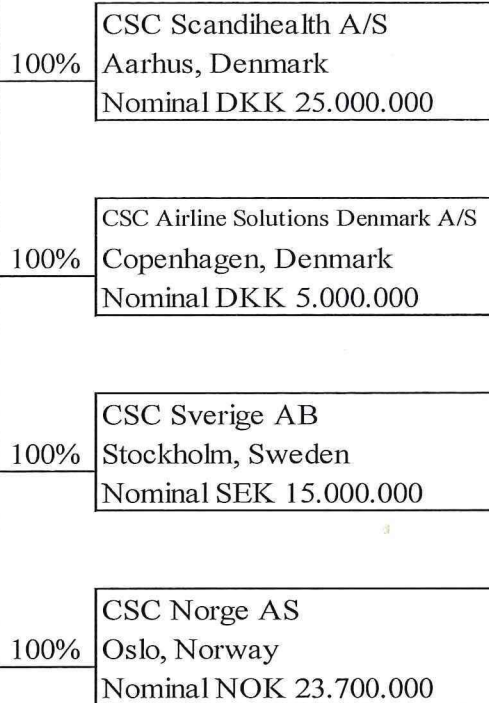 CSC Scandihealth A/S
100% Aarhus, Denmark
Nominal DKK 25.000.000
CSC Airline Solutions Denmark A/S
100% Copenhagen, Denmark
Nominal DKK 5.000.000
CSC Sverige AB
100% Stockholm, Sweden
Nominal SEK 15.000.000
CSC Norge AS
100% Oslo, Norway
Nominal NOK 23.700.000